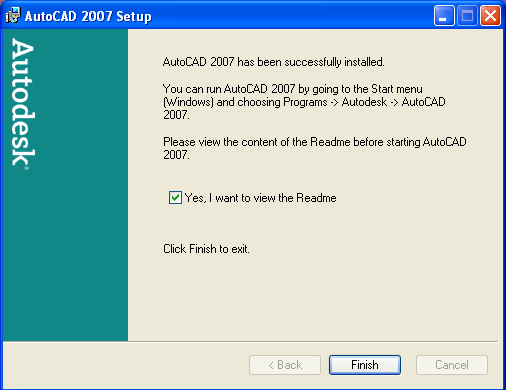 AutoCAD 2007 Setup
Autodesk®
AutoCAD 2007 has been successfully installed.
You can run AutoCAD 2007 by going to the Start menu
(Windows) and choosing Programs -> Autodesk -> AutoCAD
2007.
Please view the content of the Readme before starting AutoCAD
2007.
Yes, I want to view the Readme
Click Finish to exit.
< Back
Finish
Cancel